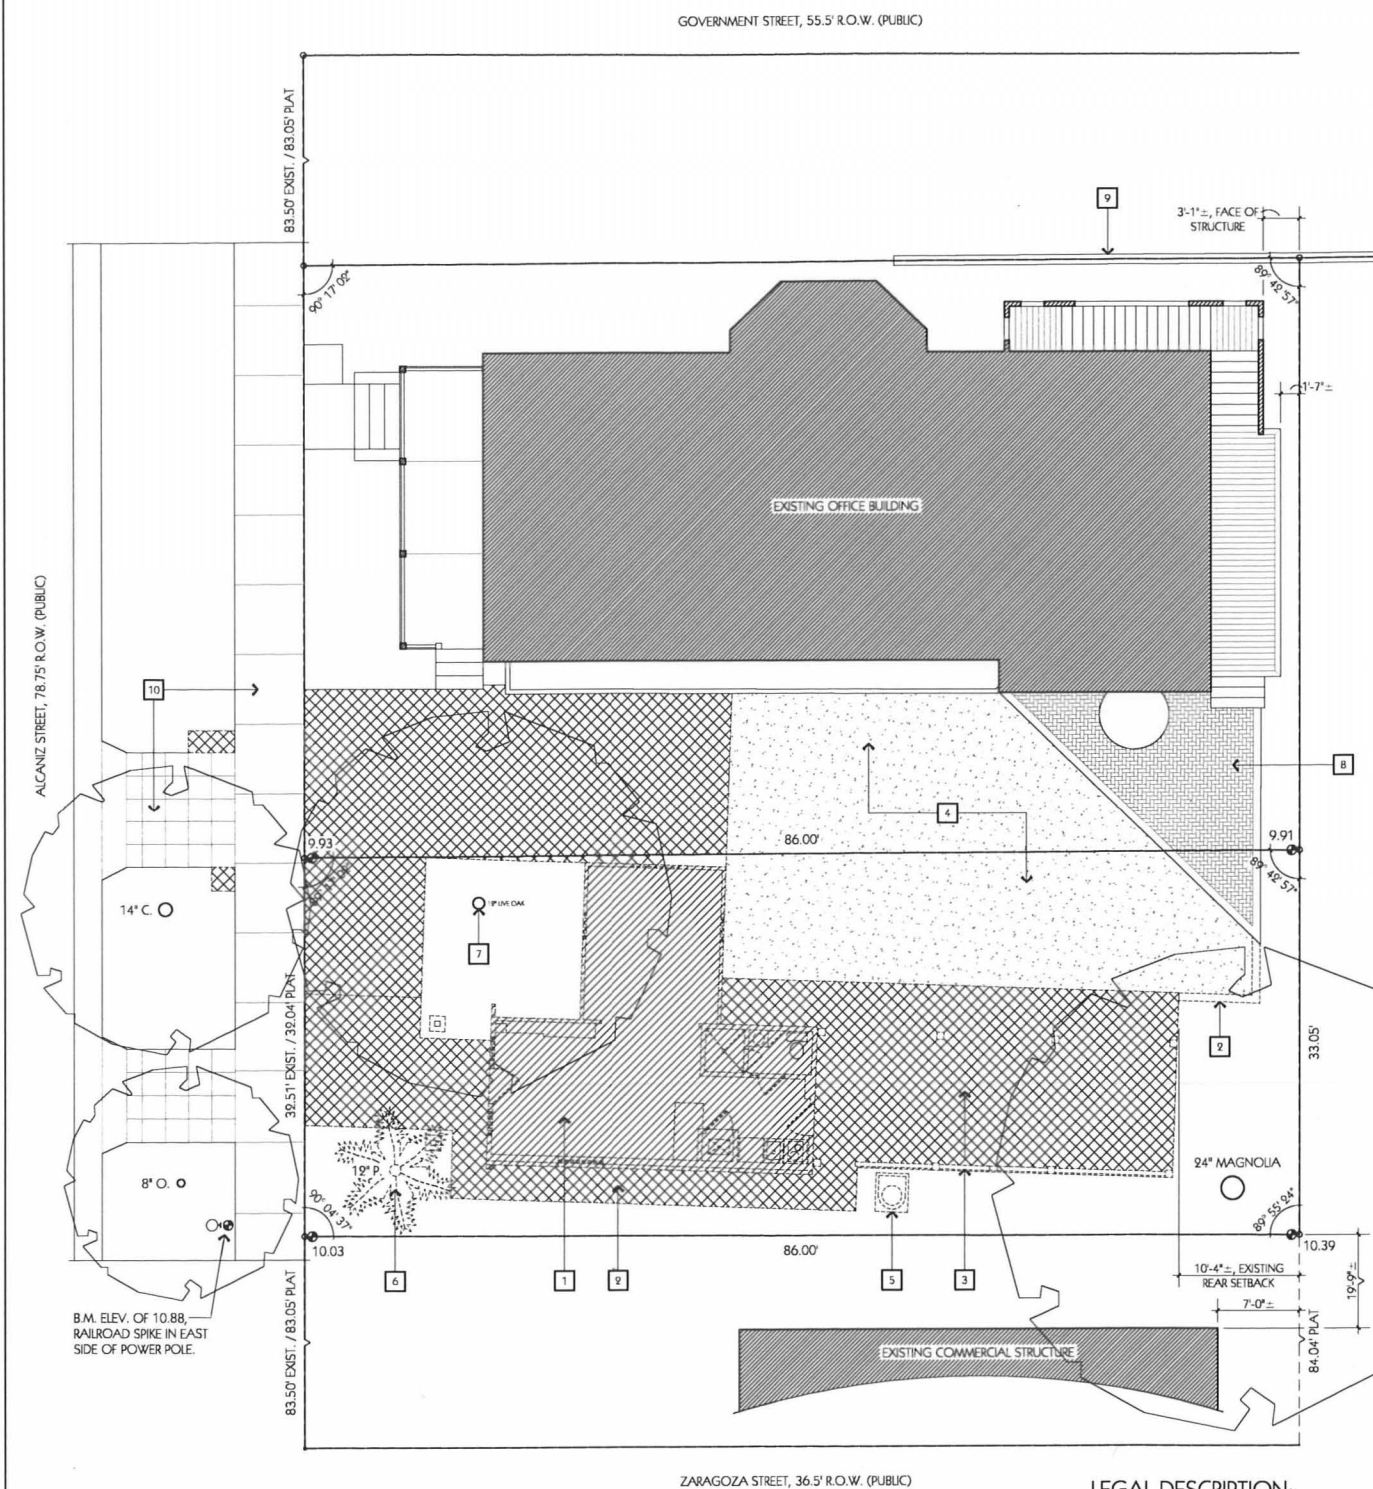 GOVERNMENT STREET, 55.5' R.O.W. (PUBLIC)
83.50' EXIST. / 83.05' PLAT
9
3'-1"±, FACE OF
STRUCTURE
90° 17' 02"
89° 42' 57"
1'-7"±
EXISTING OFFICE BUILDING
ALCANIZ STREET, 78.75' R.O.W. (PUBLIC)
10
8
4
9.93
86.00'
9.91
89° 42' 57"
14" C.
LIVE OAK
7
32.51' EXIST. / 32.04' PLAT
2
33.05'
12" P.
24" MAGNOLIA
8" O.
90° 04' 37"
89° 55' 24"
10.03
86.00'
10.39
6
1
2
5
3
10'-4"±, EXISTING
REAR SETBACK
19'-9"±
7'-0"±
B.M. ELEV. OF 10.88,
RAILROAD SPIKE IN EAST
SIDE OF POWER POLE.
83.50' EXIST. / 83.05' PLAT
EXISTING COMMERCIAL STRUCTURE
84.04' PLAT
ZARAGOZA STREET, 36.5' R.O.W. (PUBLIC)
LEGAL DESCRIPTION: